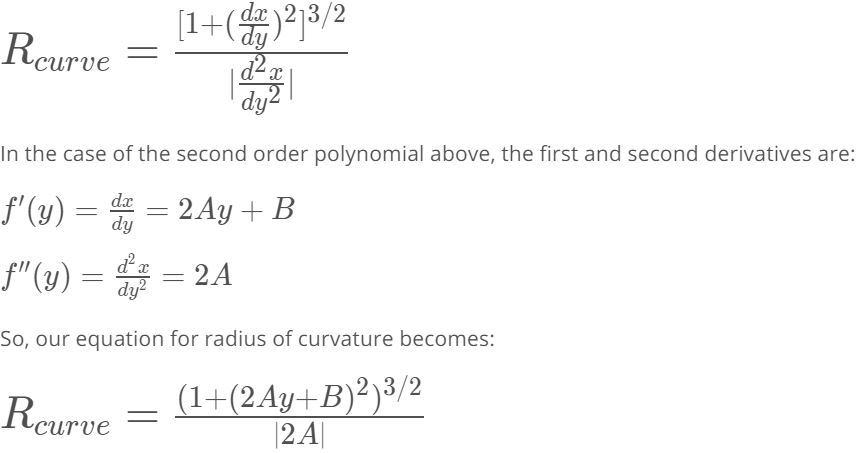 R_{curve} = \frac{[1+(\frac{dx}{dy})^2]^{3/2}}{|\frac{d^2x}{dy^2}|}
In the case of the second order polynomial above, the first and second derivatives are:
f'(y) = \frac{dx}{dy} = 2Ay + B
f''(y) = \frac{d^2x}{dy^2} = 2A
So, our equation for radius of curvature becomes:
R_{curve} = \frac{(1+(2Ay+B)^2)^{3/2}}{|2A|}